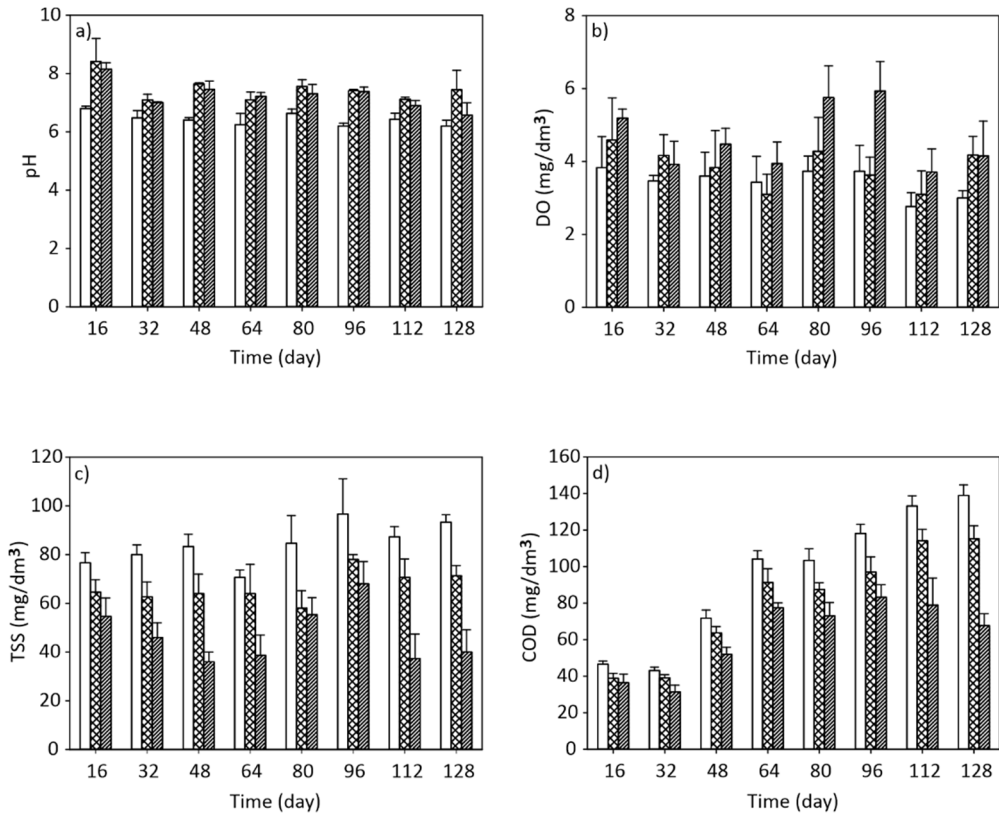 a)
10
8
6
4
2
0
pH
16 32 48 64 80 96 112 128
Time (day)
b)
8
6
4
2
0
DO (mg/dm³)
16 32 48 64 80 96 112 128
Time (day)
c)
120
100
80
60
40
20
0
TSS (mg/dm³)
16 32 48 64 80 96 112 128
Time (day)
d)
160
140
120
100
80
60
40
20
0
COD (mg/dm³)
16 32 48 64 80 96 112 128
Time (day)